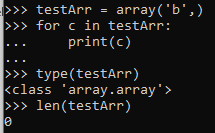 >>> testArr = array('b',)
>>> for c in testArr:
...     print(c)
...
>>> type(testArr)
<class 'array.array'>
>>> len(testArr)
0